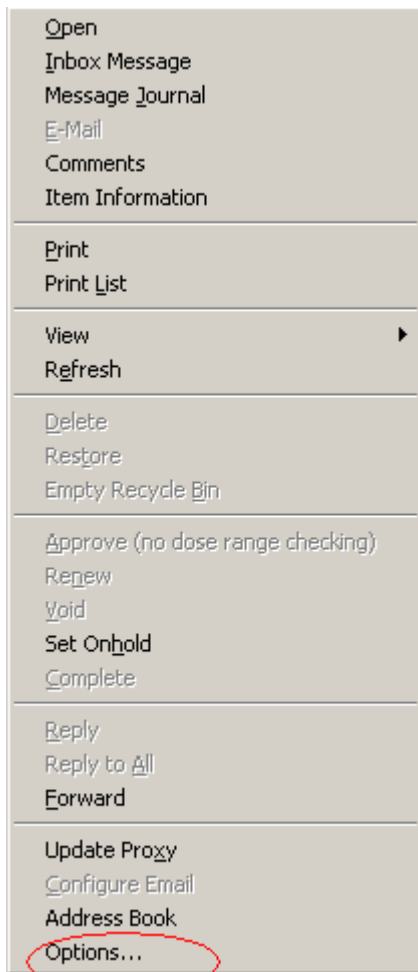 Open
Inbox Message
Message Journal
E-Mail
Comments
Item Information
Print
Print List
View
Refresh
Delete
Restore
Empty Recycle Bin
Approve (no dose range checking)
Renew
Void
Set Onhold
Complete
Reply
Reply to All
Forward
Update Proxy
Configure Email
Address Book
Options...